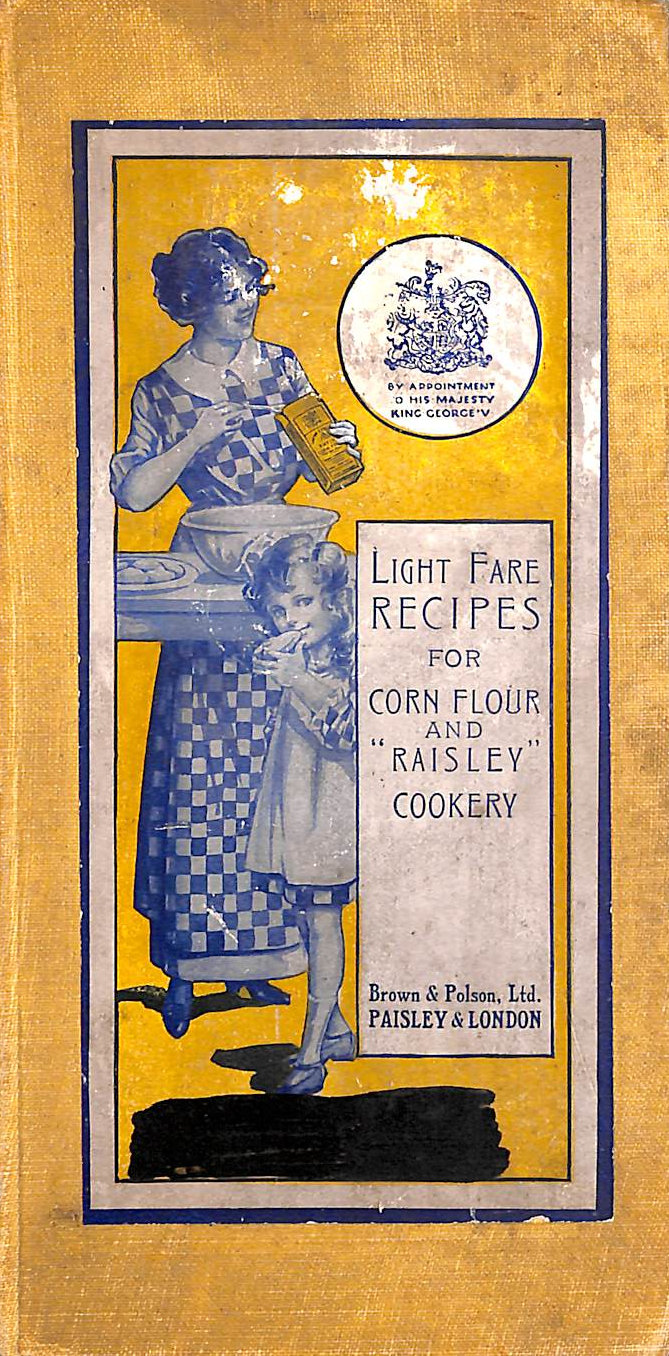 BY APPOINTMENT
O HIS MAJESTY
KING GEORGE V
LIGHT FARE
RECIPES
FOR
CORN FLOUR
AND
"RAISLEY"
COOKERY
Brown & Polson, Ltd.
PAISLEY & LONDON